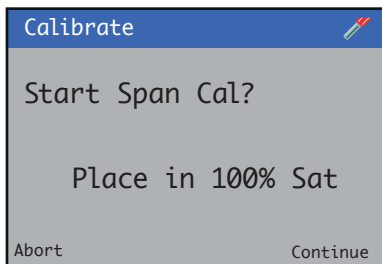 Calibrate
Start Span Cal?
Place in 100% Sat
Abort Continue